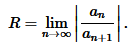 R = lim_{n→∞} | a_n / a_{n+1} | .